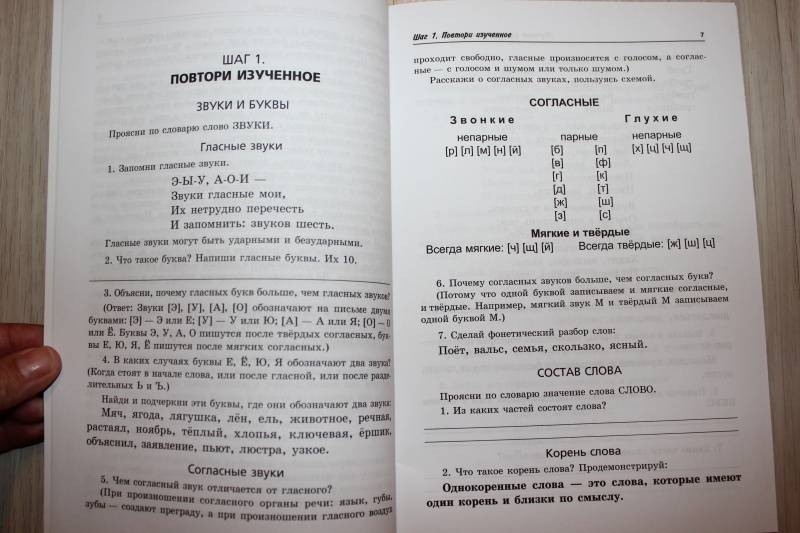 ШАГ 1.
ПОВТОРИ ИЗУЧЕННОЕ
ЗВУКИ И БУКВЫ
Проясни по словарю слово ЗВУКИ.
Гласные звуки
1. Запомни гласные звуки.
Э-Ы-У, А-О-И —
Звуки гласные мои,
Их нетрудно перечесть
И запомнить: звуков шесть.
Гласные звуки могут быть ударными и безударными.
2. Что такое буква? Напиши гласные буквы. Их 10.
3. Объясни, почему гласных букв больше, чем гласных звуков?
(Ответ: Звуки [Э], [У], [А], [О] обозначают на письме двумя
буквами: [Э] — Э или Е; [У] — У или Ю; [А] — А или Я; [О] — О
или Ё. Буквы Э, У, А, О пишутся после твёрдых согласных, бук-
вы Е, Ю, Я, Ё пишутся после мягких согласных.)
4. В каких случаях буквы Е, Ё, Ю, Я обозначают два звука?
(Когда стоят в начале слова, или после гласной, или после разде-
лительных Ь и Ъ.)
Найди и подчеркни эти буквы, где они обозначают два звука:
Мяч, ягода, лягушка, лён, ель, животное, речная,
растаял, ноябрь, тёплый, хлопья, ключевая, ёршик,
объяснил, заявление, пьют, люстра, узкое.
Согласные звуки
5. Чем согласный звук отличается от гласного?
(При произношении согласного органы речи: язык, губы,
зубы — создают преграду, а при произношении гласного воздух
Шаг 1. Повтори изученное 7
проходит свободно, гласные произносятся с голосом, а соглас-
ные — с голосом и шумом или только шумом.)
Расскажи о согласных звуках, пользуясь схемой.
СОГЛАСНЫЕ
Звонкие Глухие
непарные парные непарные
[р] [л] [м] [н] [й] [б] [п] [х] [ц] [ч] [щ]
[в] [ф]
[г] [к]
[д] [т]
[ж] [ш]
[з] [с]
Мягкие и твёрдые
Всегда мягкие: [ч] [щ] [й] Всегда твёрдые: [ж] [ш] [ц]
6. Почему согласных звуков больше, чем согласных букв?
(Потому что одной буквой записываем и мягкие согласные,
и твёрдые. Например, мягкий звук М и твёрдый М записываем
одной буквой М.)
7. Сделай фонетический разбор слов:
Поёт, вальс, семья, скользко, ясный.
СОСТАВ СЛОВА
Проясни по словарю значение слова СЛОВО.
1. Из каких частей состоят слова?
Корень слова
2. Что такое корень слова? Продемонстрируй:
Однокоренные слова — это слова, которые имеют
один корень и близки по смыслу.